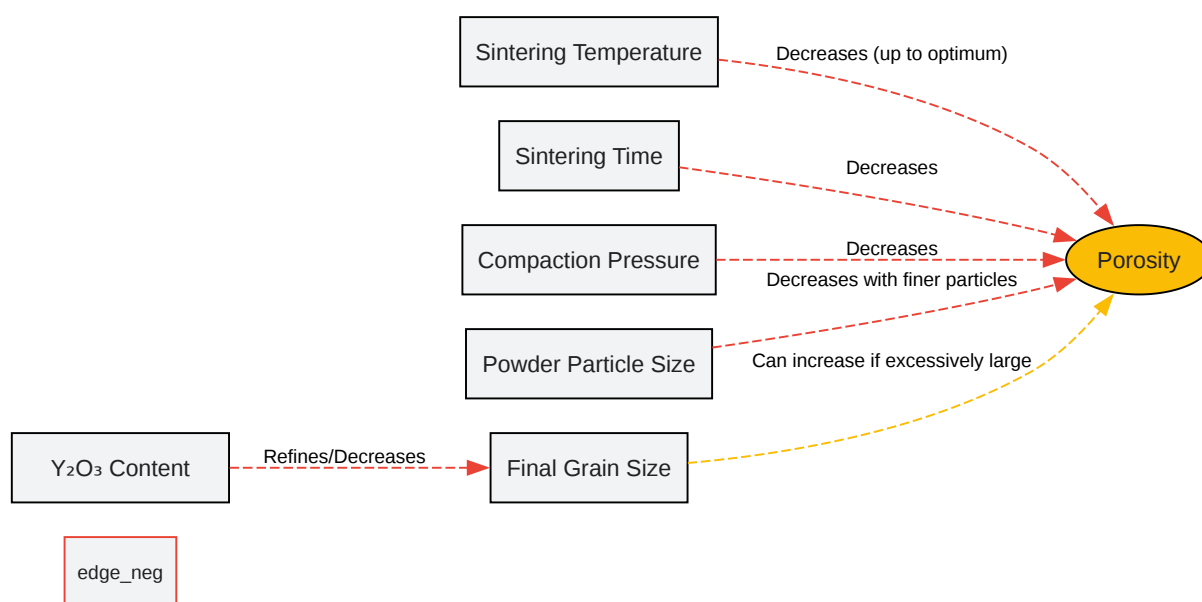 Sintering Temperature
Decreases (up to optimum)
Sintering Time
Decreases
Compaction Pressure
Decreases
Porosity
Decreases with finer particles
Powder Particle Size
Can increase if excessively large
Y₂O₃ Content
Refines/Decreases
Final Grain Size
edge_neg